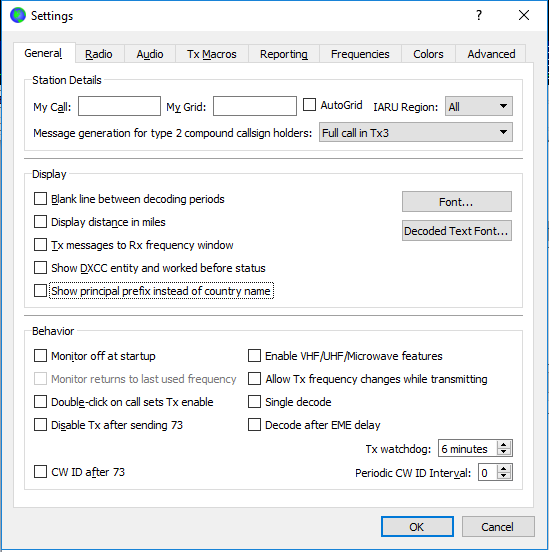 Settings
General Radio Audio Tx Macros Reporting Frequencies Colors Advanced
Station Details
My Call: My Grid: AutoGrid IARU Region: All
Message generation for type 2 compound callsign holders: Full call in Tx3
Display
Blank line between decoding periods Font...
Display distance in miles Decoded Text Font...
Tx messages to Rx frequency window
Show DXCC entity and worked before status
Show principal prefix instead of country name
Behavior
Monitor off at startup Enable VHF/UHF/Microwave features
Monitor returns to last used frequency Allow Tx frequency changes while transmitting
Double-click on call sets Tx enable Single decode
Disable Tx after sending 73 Decode after EME delay
Tx watchdog: 6 minutes
CW ID after 73 Periodic CW ID Interval: 0
OK Cancel